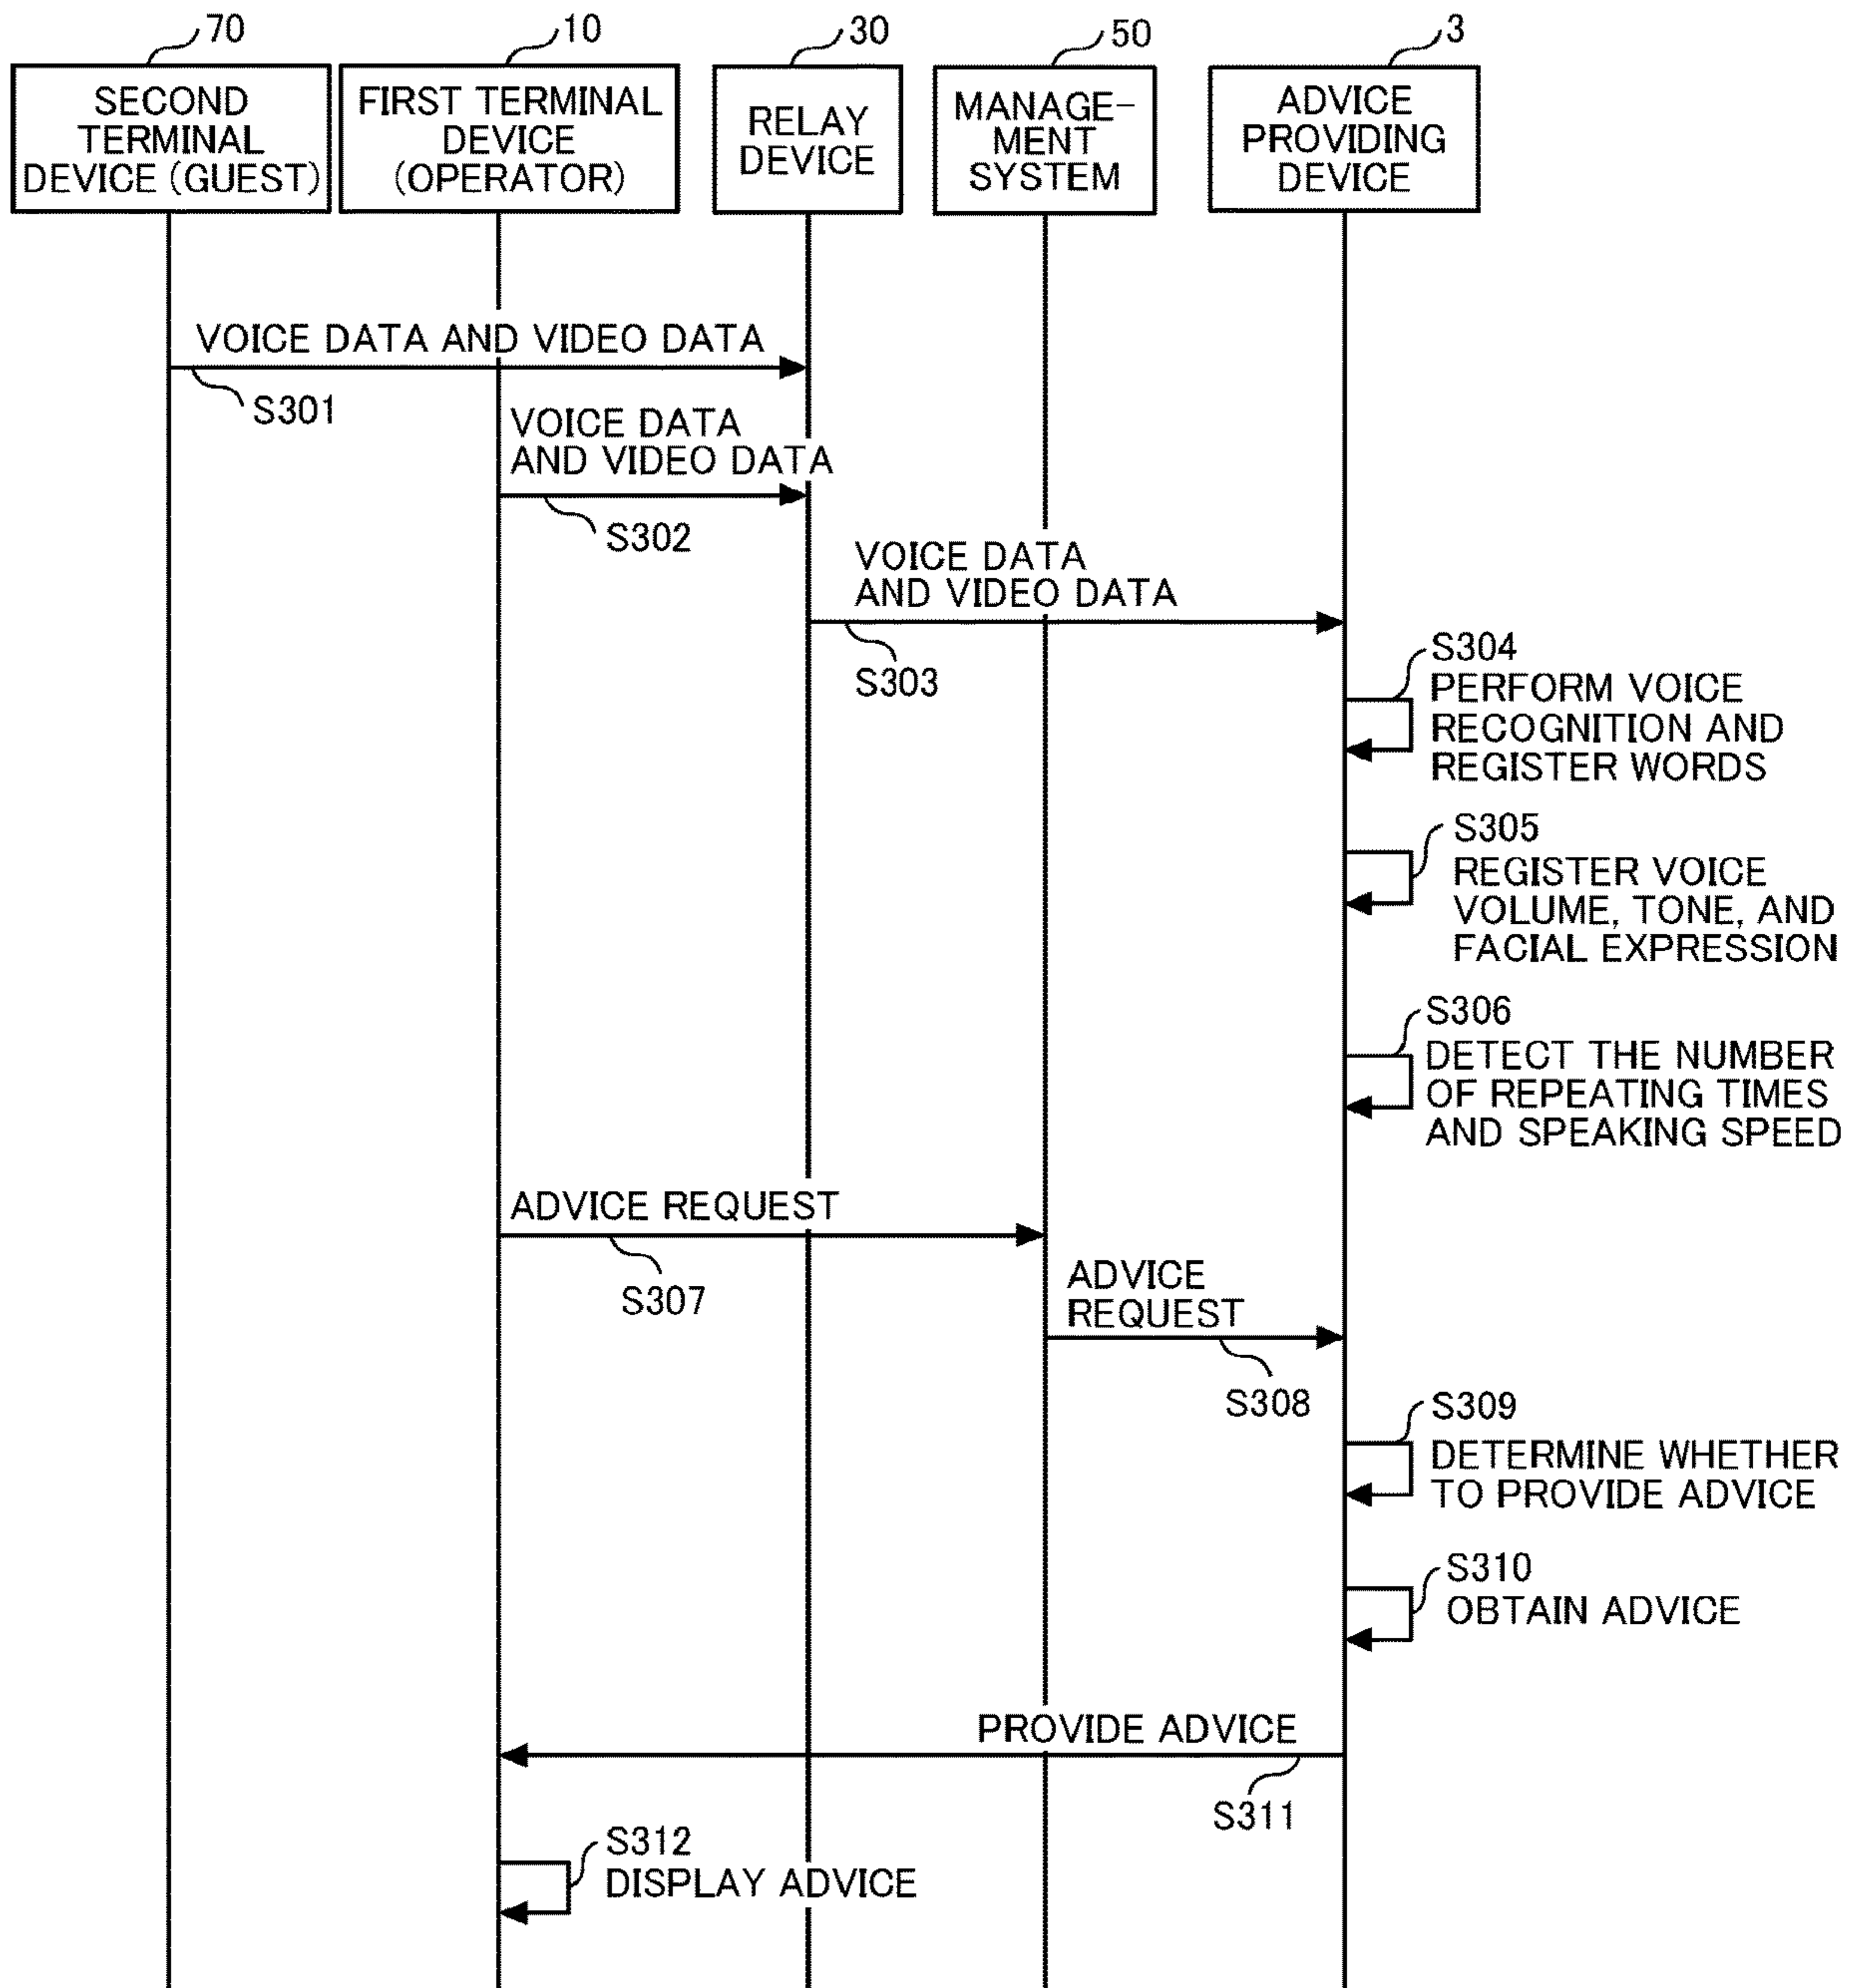 70
10
30
50
3
SECOND
TERMINAL
DEVICE (GUEST)
FIRST TERMINAL
DEVICE
(OPERATOR)
RELAY
DEVICE
MANAGE-
MENT
SYSTEM
ADVICE
PROVIDING
DEVICE
VOICE DATA AND VIDEO DATA
S301
VOICE DATA
AND VIDEO DATA
S302
VOICE DATA
AND VIDEO DATA
S303
S304
PERFORM VOICE
RECOGNITION AND
REGISTER WORDS
S305
REGISTER VOICE
VOLUME, TONE, AND
FACIAL EXPRESSION
S306
DETECT THE NUMBER
OF REPEATING TIMES
AND SPEAKING SPEED
ADVICE REQUEST
S307
ADVICE
REQUEST
S308
S309
DETERMINE WHETHER
TO PROVIDE ADVICE
S310
OBTAIN ADVICE
PROVIDE ADVICE
S311
S312
DISPLAY ADVICE